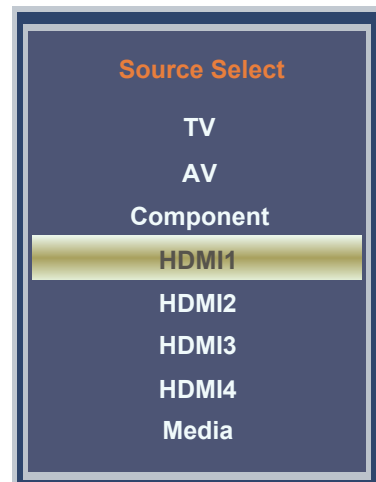 Source Select
TV
AV
Component
HDMI1
HDMI2
HDMI3
HDMI4
Media